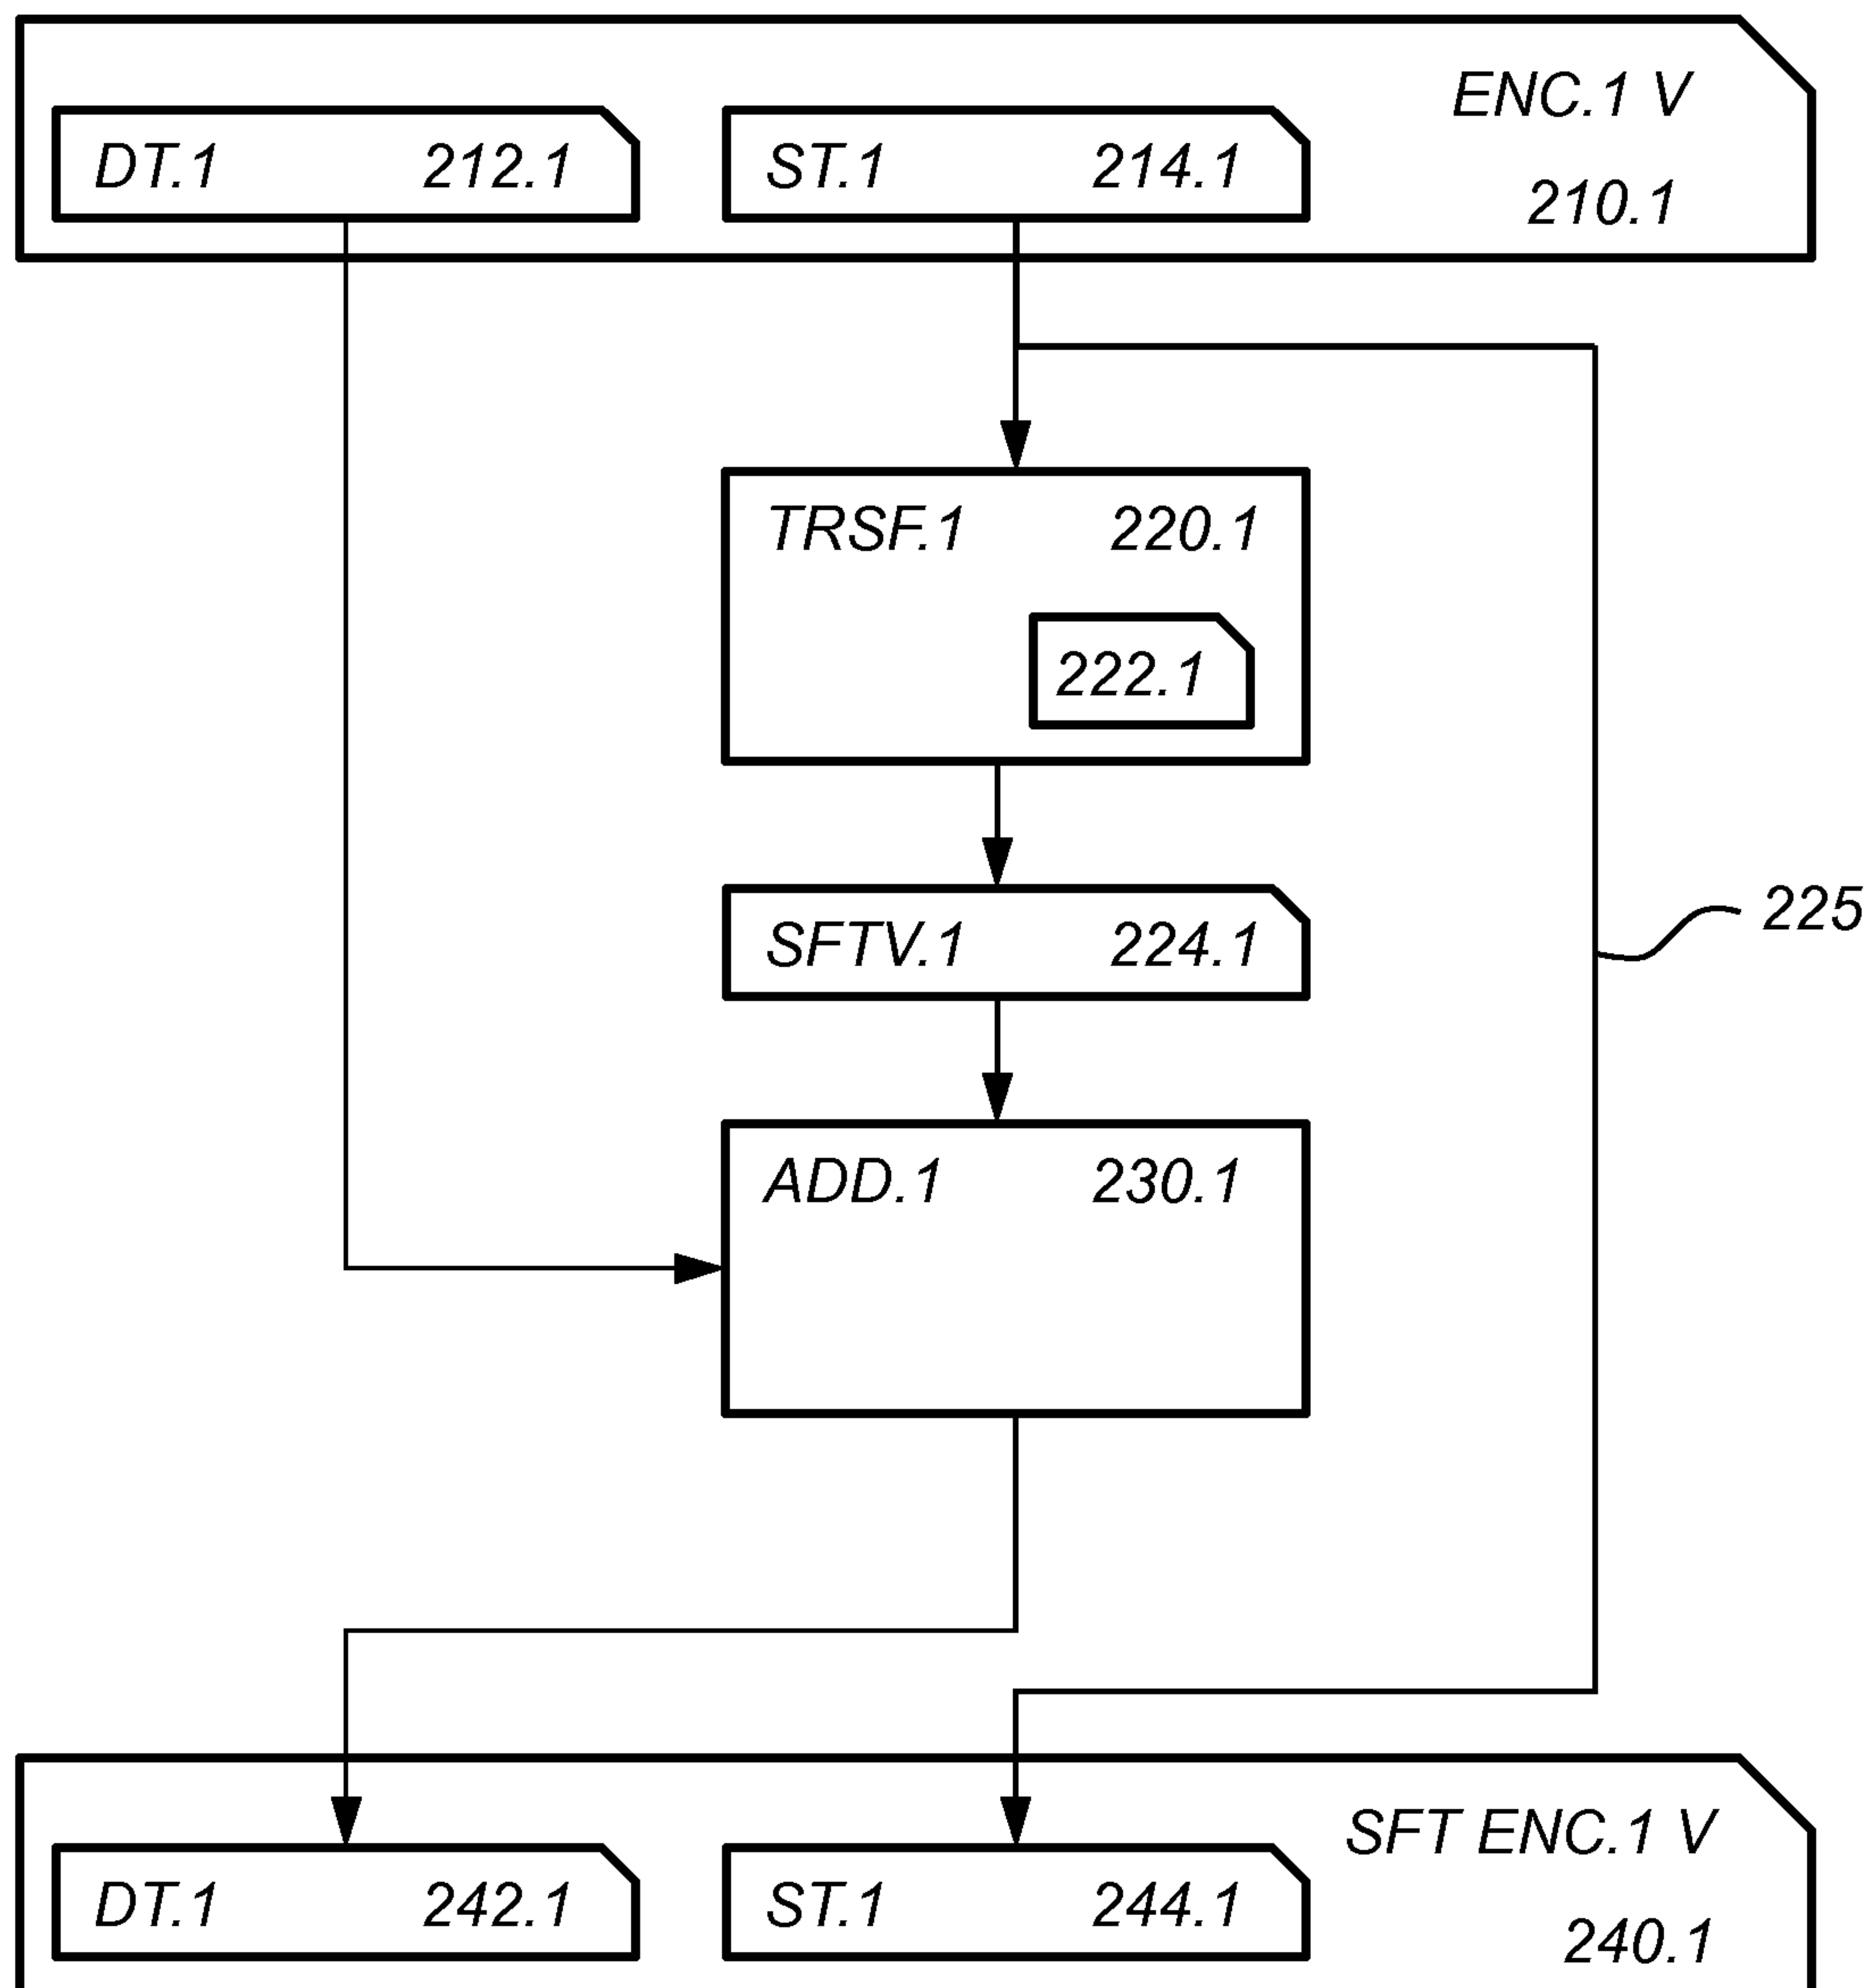 ENC.1 V
210.1
DT.1 212.1
ST.1 214.1
TRSF.1 220.1
222.1
SFTV.1 224.1
225
ADD.1 230.1
SFT ENC.1 V
240.1
DT.1 242.1
ST.1 244.1